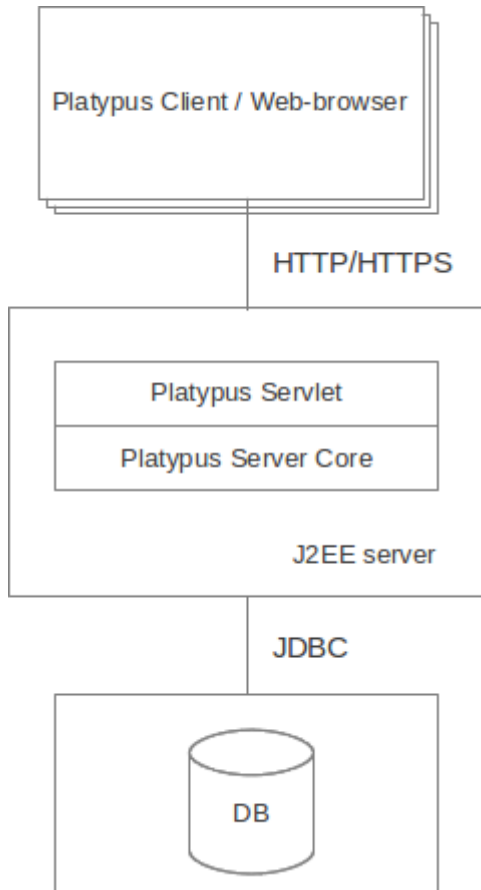 Platypus Client / Web-browser
HTTP/HTTPS
Platypus Servlet
Platypus Server Core
J2EE server
JDBC
DB